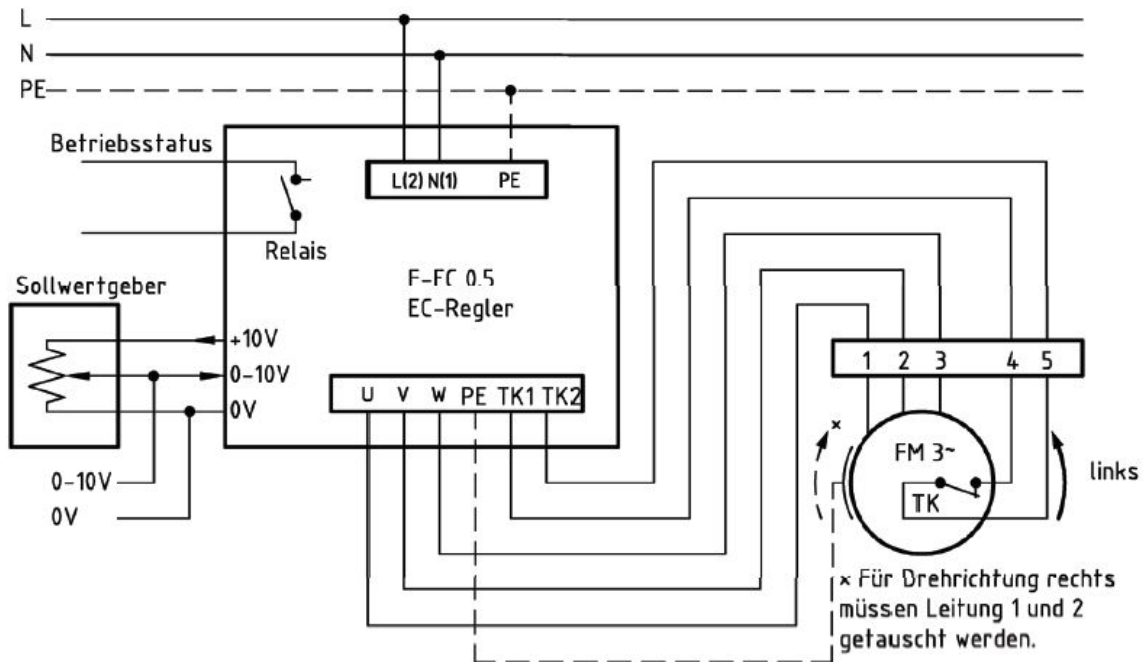 L
N
PE
Betriebsstatus
L(2) N(1) PE
Relais
Sollwertgeber
E-EC 0.5
EC-Regler
+10V
0-10V
0V
U V W PE TK1 TK2
0-10V
0V
1 2 3 4 5
×
FM 3~
TK
links
× Für Drehrichtung rechts
müssen Leitung 1 und 2
getauscht werden.